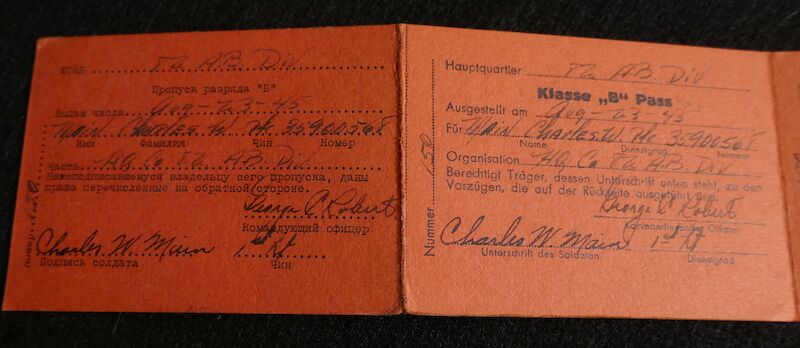 ШТАБ 82 A.B. Div
Пропуск разряда "Б"
Выдан числа Aug-23-45
MAIN CHARLES W. Pfc 35900568
Имя Фамилия Чин Номер
Часть Hq Co 82 A.B. Div
Нижеподписавшемуся владельцу сего пропуска, даны
права перечисленные на обратной стороне.
George C Robert
Командующий офицер
Charles W. Main 1st Lt
Подпись солдата Чин
Номер 150
Hauptquartier 82 A.B. Div
Klasse „B" Pass
Ausgestellt am Aug-23-45
Für MAIN CHARLES W. Pfc 35900568
Name Dienstgrad Nummer
Organisation Hq Co 82 A.B. Div
Berechtigt Träger, dessen Unterschrift unten steht, zu den
Vorzügen, die auf der Rückseite ausgeführt sind.
George C Robert
Kommandierender Offizier
Charles W. Main 1st Lt
Unterschrift des Soldaten Dienstgrad
Nummer 150